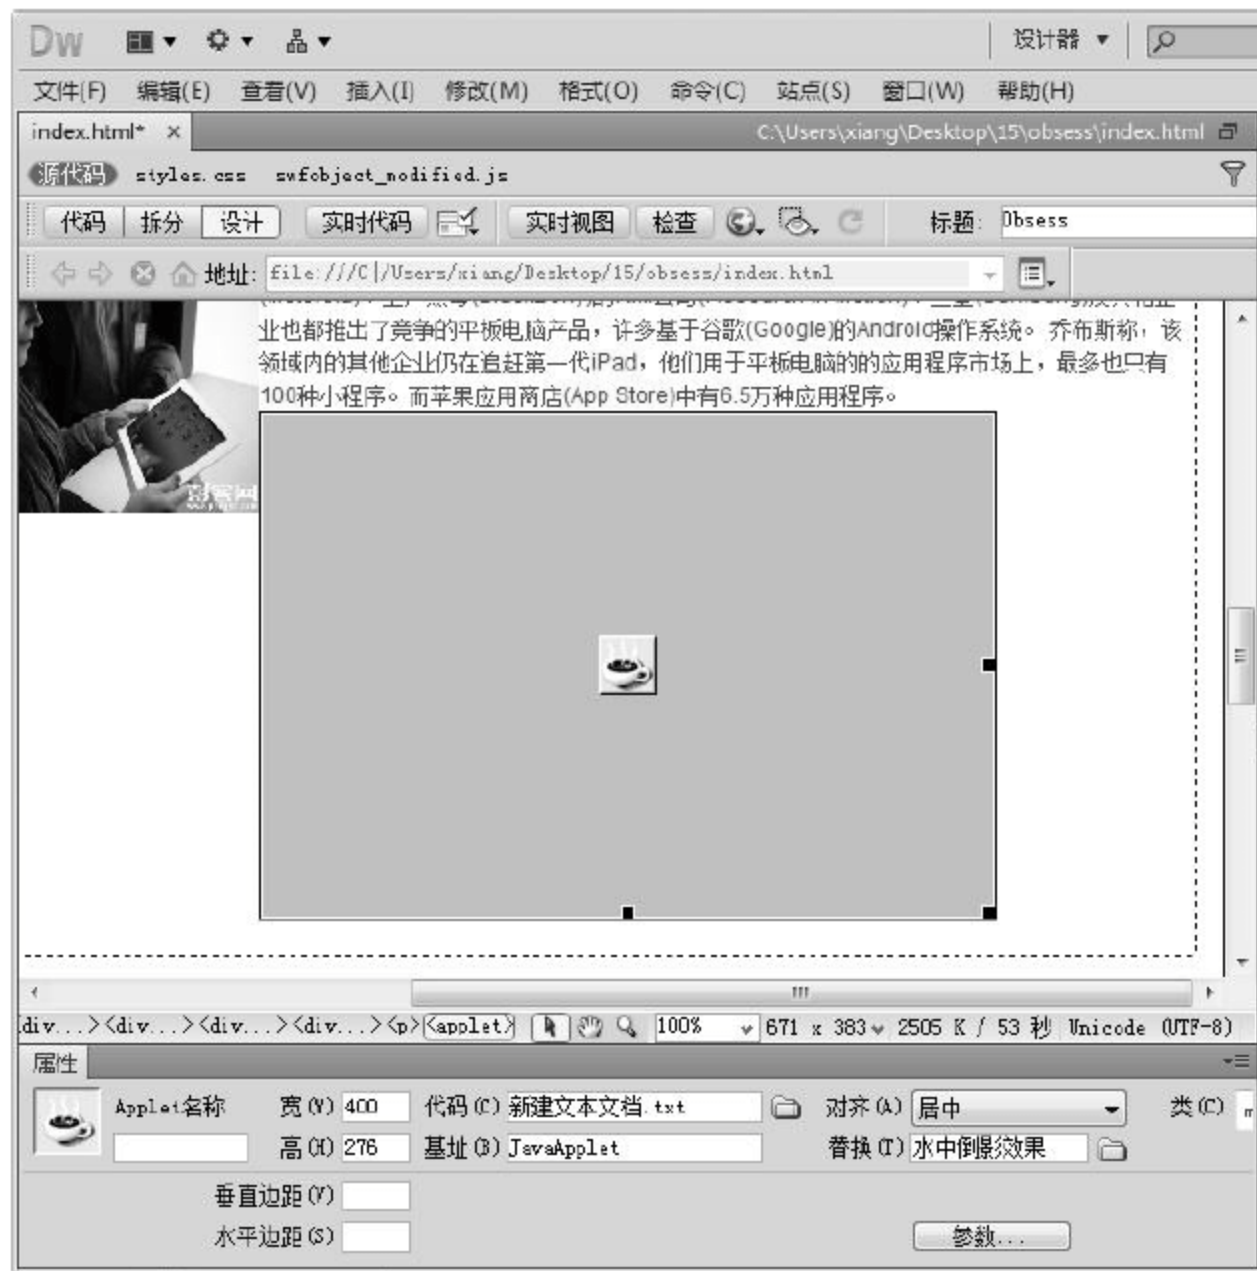 Dw 设计器
文件(F) 编辑(E) 查看(V) 插入(I) 修改(M) 格式(O) 命令(C) 站点(S) 窗口(W) 帮助(H)
index.html* × C:\Users\xiang\Desktop\15\obsess\index.html
源代码 styles.css swfobject_modified.js
代码 拆分 设计 实时代码 实时视图 检查 标题: Obsess
地址: file:///C|/Users/xiang/Desktop/15/obsess/index.html
业也都推出了竞争的平板电脑产品，许多基于谷歌(Google)的Android操作系统。 乔布斯称，该
领域内的其他企业仍在追赶第一代iPad，他们用于平板电脑的的应用程序市场上，最多也只有
100种小程序。而苹果应用商店(App Store)中有6.5万种应用程序。
div...><div...><div...><div...><p><applet> 100% 671 x 383 2505 K / 53 秒 Unicode (UTF-8)
属性
Applet名称 宽(W) 400 代码(C) 新建文本文档.txt 对齐(A) 居中 类(C)
高(H) 276 基址(B) JavaApplet 替换(T) 水中倒影效果
垂直边距(V)
水平边距(S) 参数...